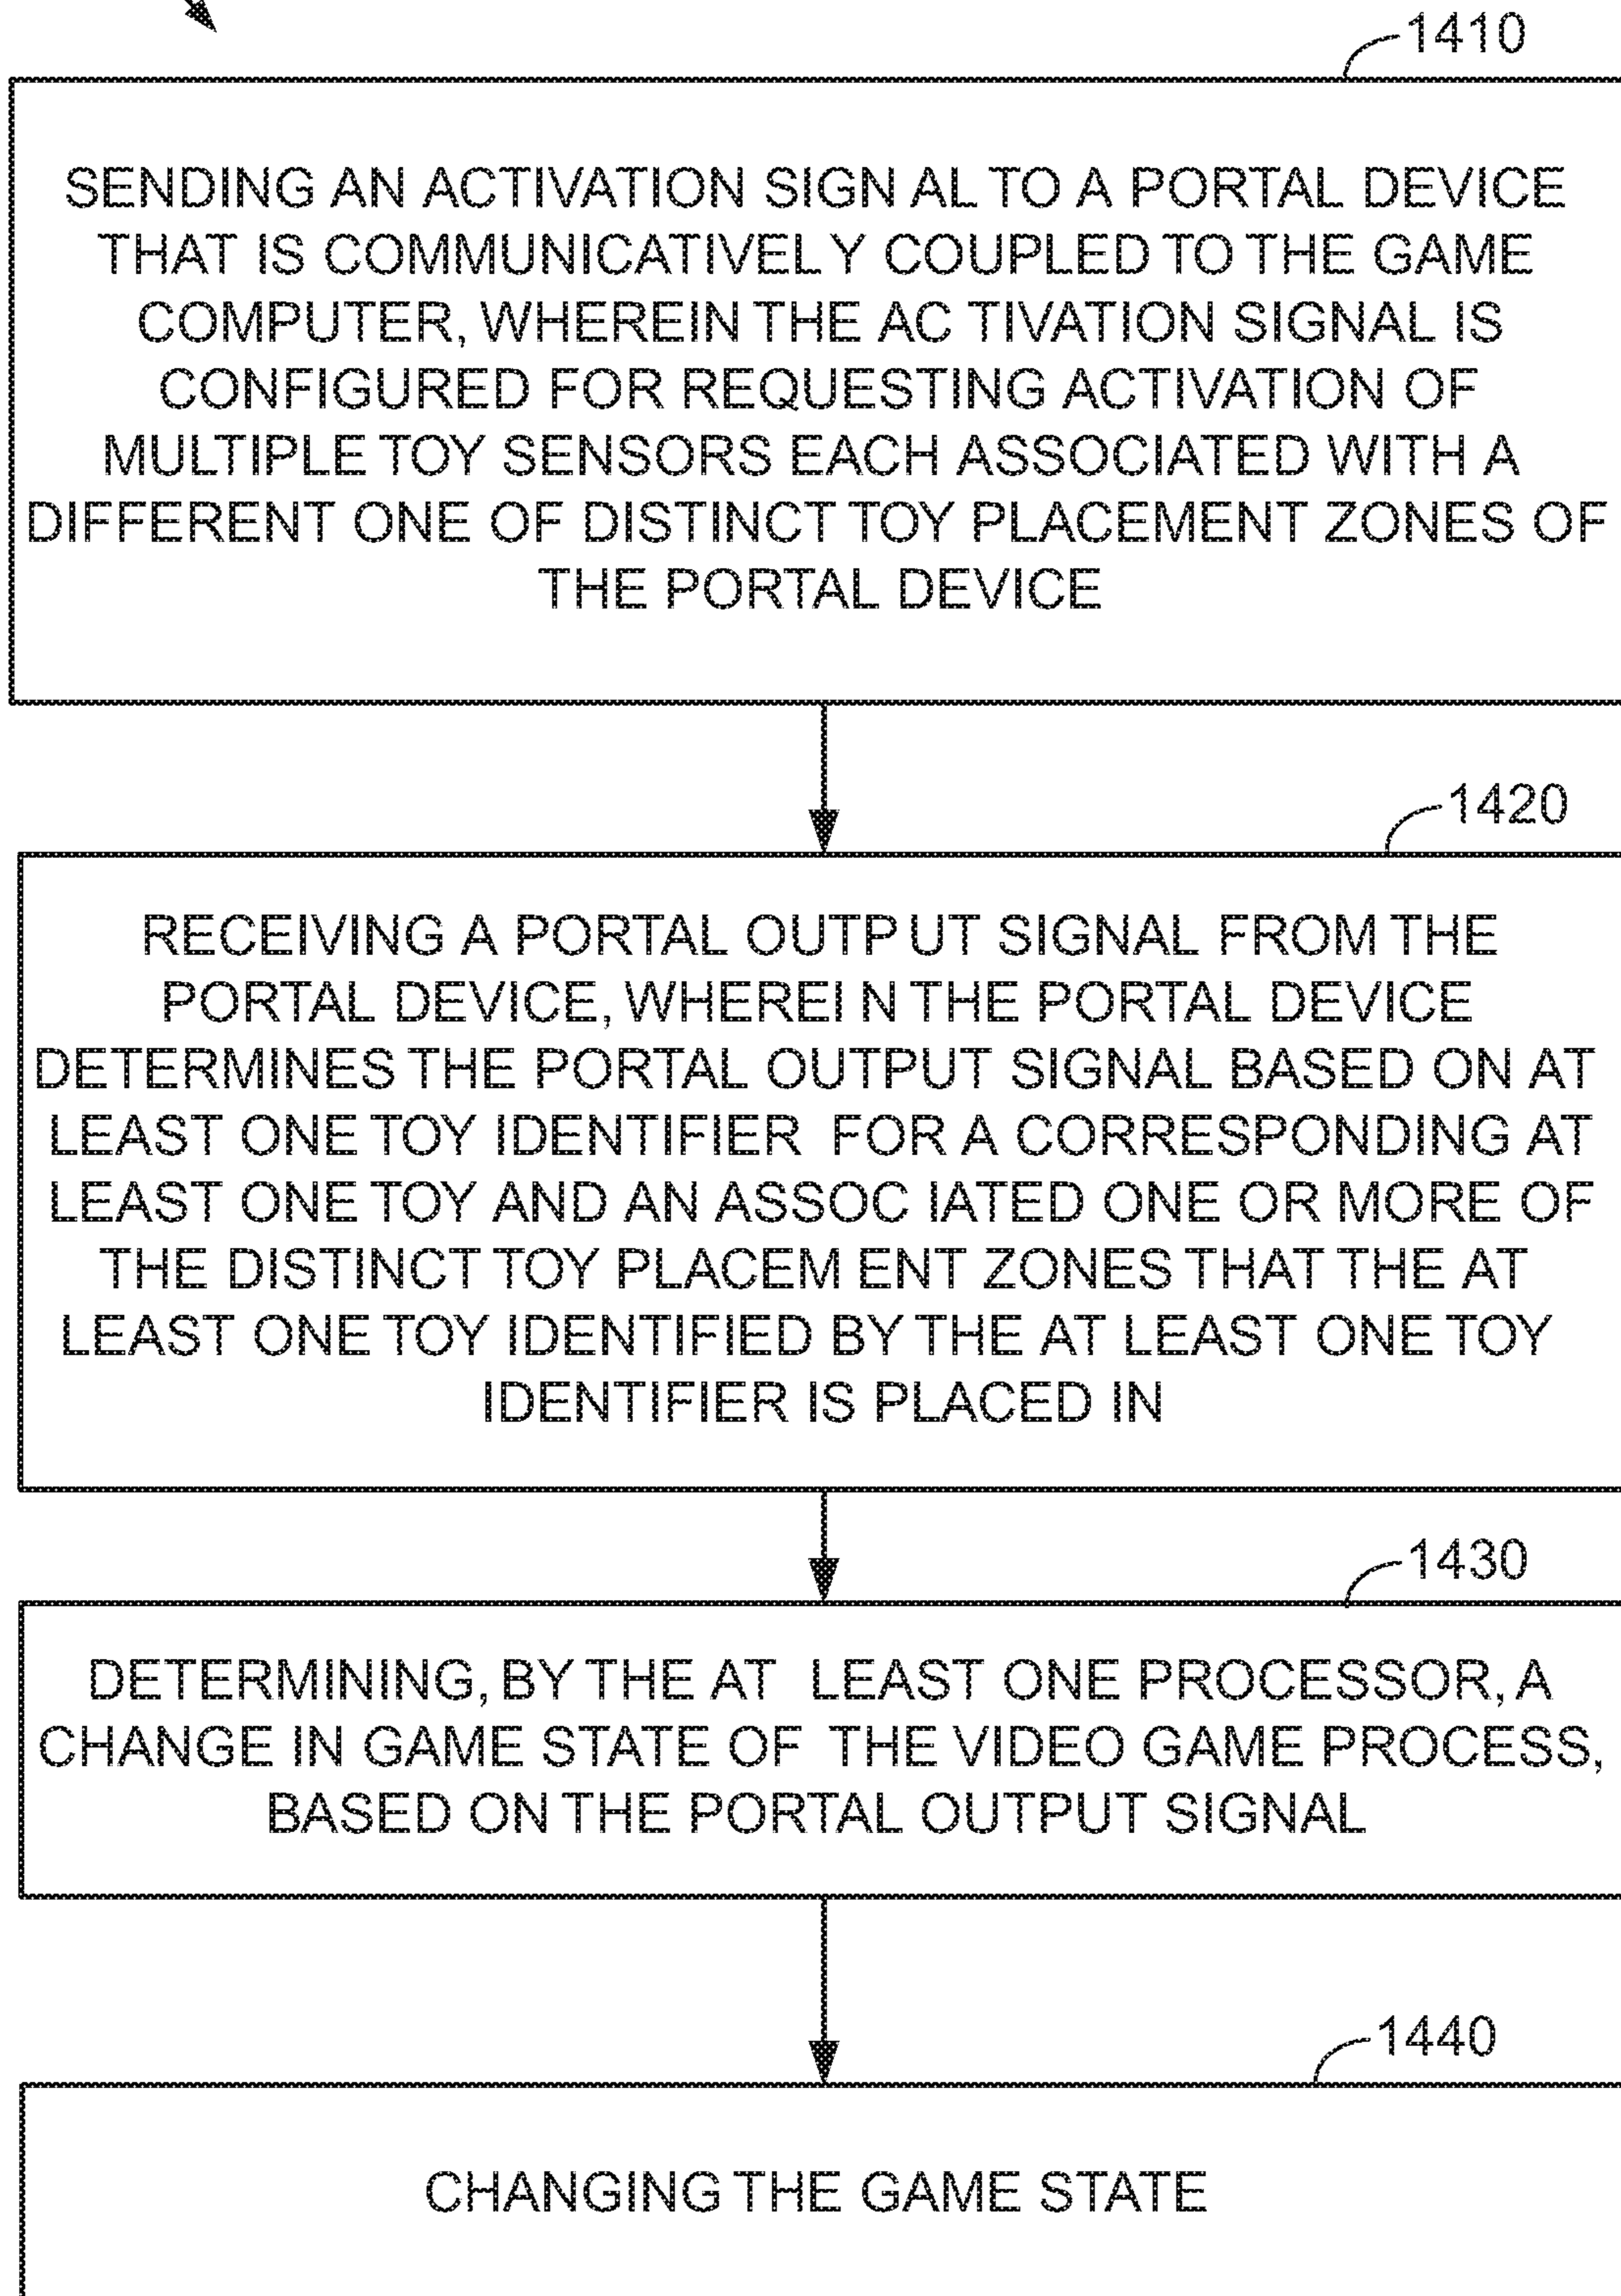 1410
SENDING AN ACTIVATION SIGN AL TO A PORTAL DEVICE
THAT IS COMMUNICATIVEL Y COUPLED TO THE GAME
COMPUTER, WHEREIN THE AC TIVATION SIGNAL IS
CONFIGURED FOR REQUESTING ACTIVATION OF
MULTIPLE TOY SENSORS EACH ASSOCIATED WITH A
DIFFERENT ONE OF DISTINCT TOY PLACEMENT ZONES OF
THE PORTAL DEVICE
1420
RECEIVING A PORTAL OUTP UT SIGNAL FROM THE
PORTAL DEVICE, WHEREI N THE PORTAL DEVICE
DETERMINES THE PORTAL OUTPUT SIGNAL BASED ON AT
LEAST ONE TOY IDENTIFIER FOR A CORRESPONDING AT
LEAST ONE TOY AND AN ASSOC IATED ONE OR MORE OF
THE DISTINCT TOY PLACEM ENT ZONES THAT THE AT
LEAST ONE TOY IDENTIFIED BY THE AT LEAST ONE TOY
IDENTIFIER IS PLACED IN
1430
DETERMINING, BY THE AT LEAST ONE PROCESSOR, A
CHANGE IN GAME STATE OF THE VIDEO GAME PROCESS,
BASED ON THE PORTAL OUTPUT SIGNAL
1440
CHANGING THE GAME STATE